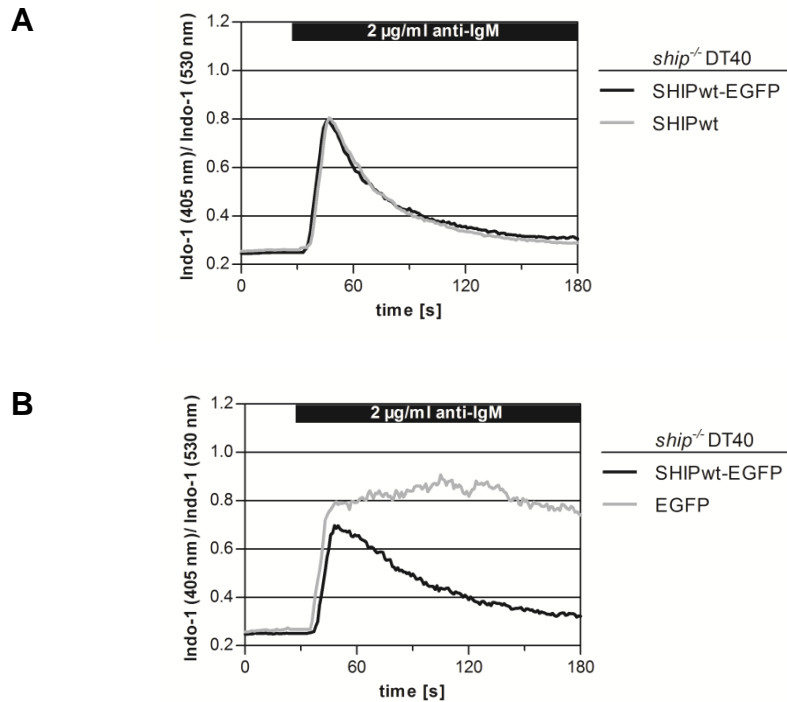 A
2 µg/ml anti-IgM
Indo-1 (405 nm)/ Indo-1 (530 nm)
1.2
1.0
0.8
0.6
0.4
0.2
0
60
120
180
time [s]
ship-/- DT40
SHIPwt-EGFP
SHIPwt
B
2 µg/ml anti-IgM
Indo-1 (405 nm)/ Indo-1 (530 nm)
1.2
1.0
0.8
0.6
0.4
0.2
0
60
120
180
time [s]
ship-/- DT40
SHIPwt-EGFP
EGFP